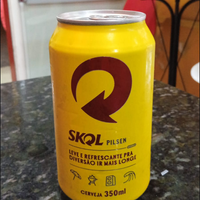 SKOL
PILSEN
LEVE E REFRESCANTE PRA
DIVERSÃO IR MAIS LONGE
CERVEJA 350ml